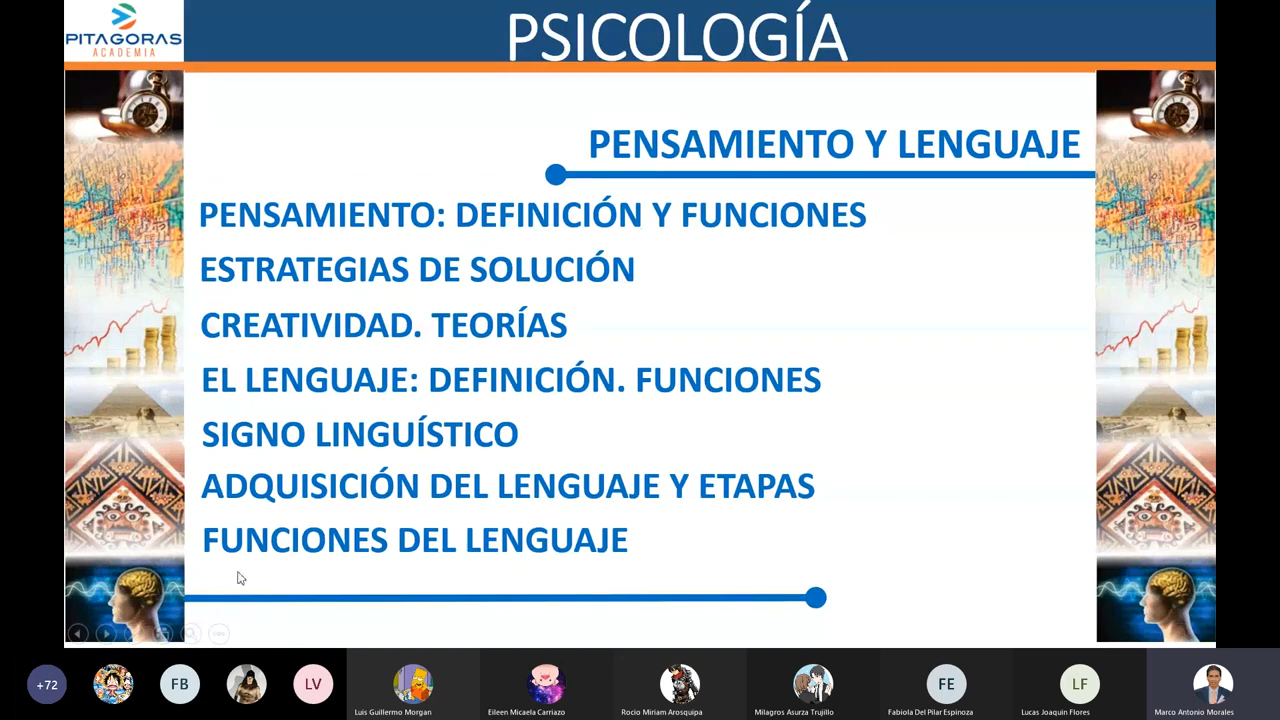 PITAGORAS
ACADEMIA
PSICOLOGÍA
PENSAMIENTO Y LENGUAJE
PENSAMIENTO: DEFINICIÓN Y FUNCIONES
ESTRATEGIAS DE SOLUCIÓN
CREATIVIDAD. TEORÍAS
EL LENGUAJE: DEFINICIÓN. FUNCIONES
SIGNO LINGUÍSTICO
ADQUISICIÓN DEL LENGUAJE Y ETAPAS
FUNCIONES DEL LENGUAJE
+72
FB
LV
FE
LF
Luis Guillermo Morgan
Eileen Micaela Carriazo
Rocio Miriam Arosquipa
Milagros Asurza Trujillo
Fabiola Del Pilar Espinoza
Lucas Joaquin Flores
Marco Antonio Morales